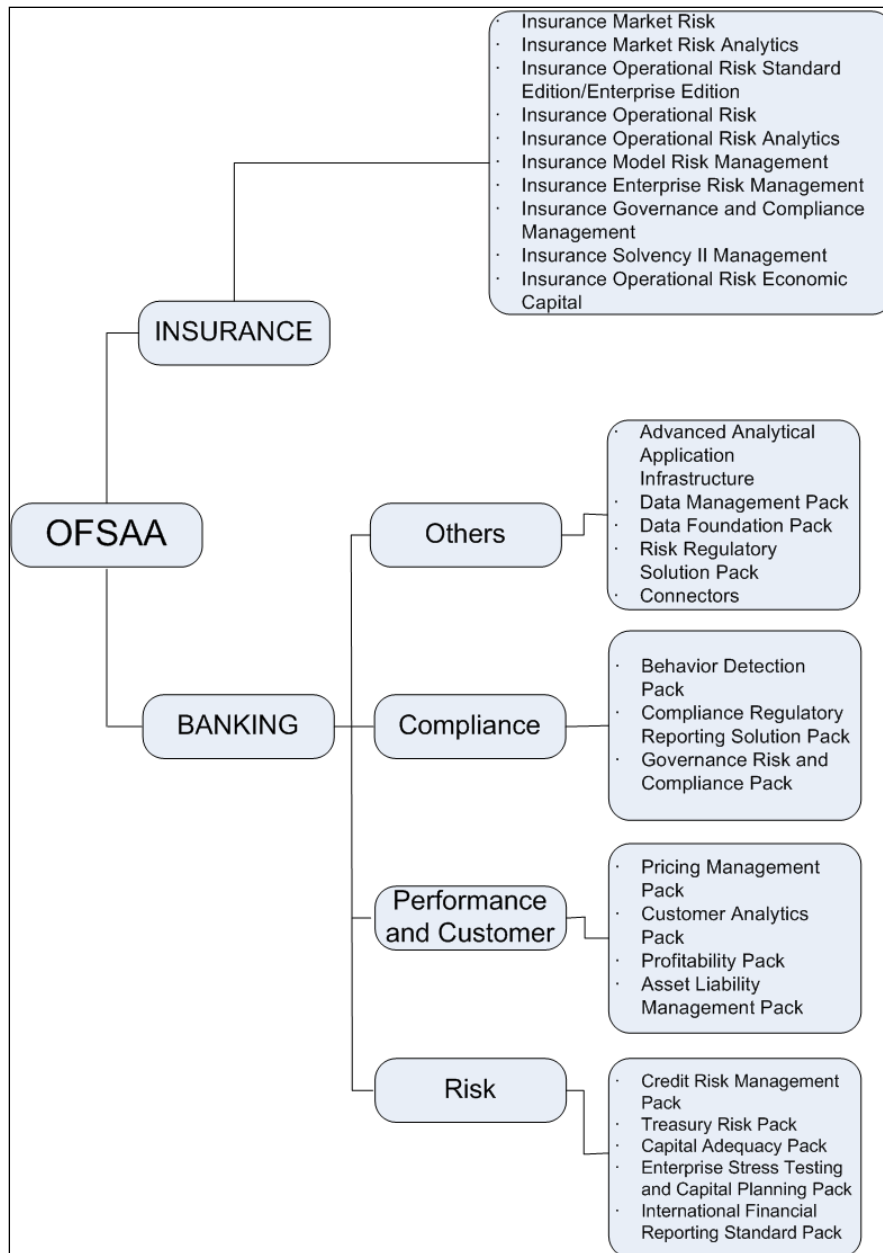 · Insurance Market Risk
· Insurance Market Risk Analytics
· Insurance Operational Risk Standard
Edition/Enterprise Edition
· Insurance Operational Risk
· Insurance Operational Risk Analytics
· Insurance Model Risk Management
· Insurance Enterprise Risk Management
· Insurance Governance and Compliance
Management
· Insurance Solvency II Management
· Insurance Operational Risk Economic
Capital
INSURANCE
OFSAA
BANKING
Others
· Advanced Analytical
Application
Infrastructure
· Data Management Pack
· Data Foundation Pack
· Risk Regulatory
Solution Pack
· Connectors
Compliance
· Behavior Detection
Pack
· Compliance Regulatory
Reporting Solution Pack
· Governance Risk and
Compliance Pack
Performance
and Customer
· Pricing Management
Pack
· Customer Analytics
Pack
· Profitability Pack
· Asset Liability
Management Pack
Risk
· Credit Risk Management
Pack
· Treasury Risk Pack
· Capital Adequacy Pack
· Enterprise Stress Testing
and Capital Planning Pack
· International Financial
Reporting Standard Pack